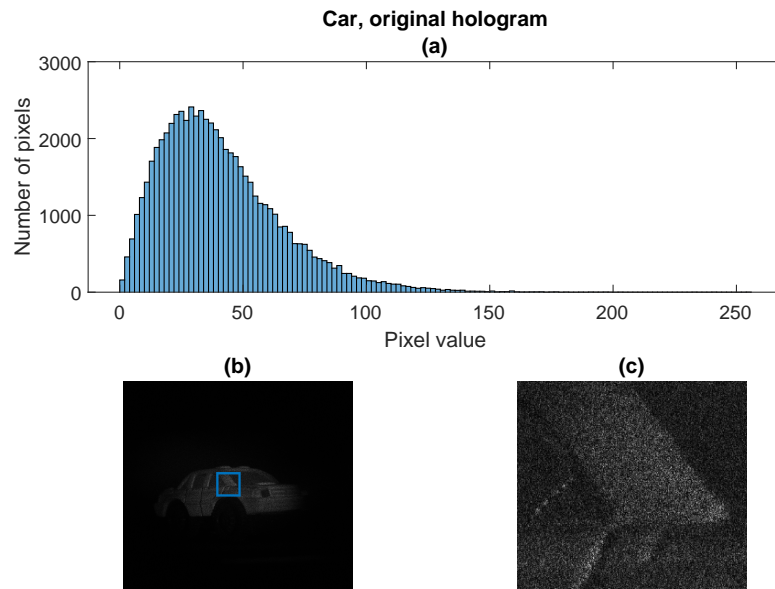 Car, original hologram
(a)
3000
2000
1000
0
Number of pixels
0 50 100 150 200 250
Pixel value
(b)
(c)